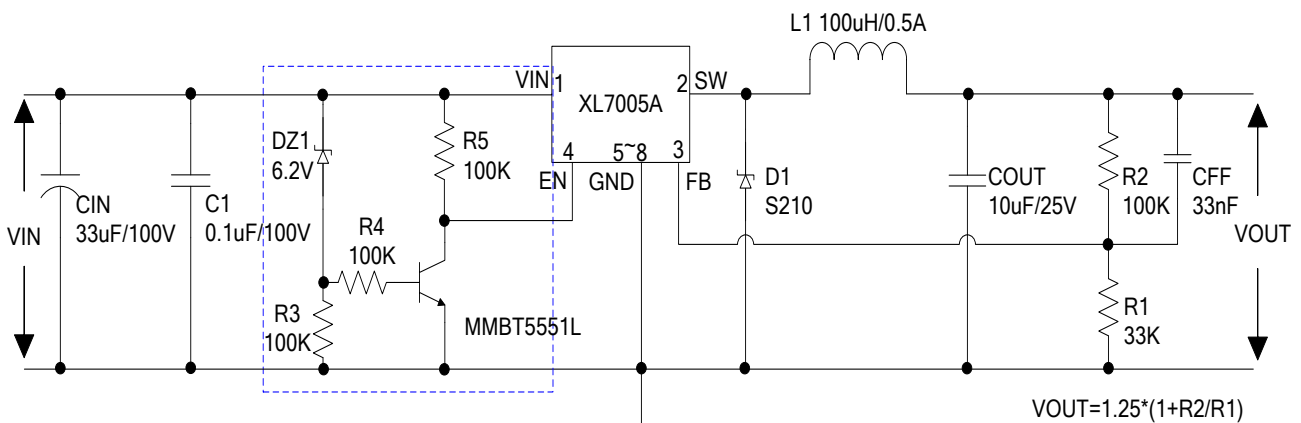 L1 100uH/0.5A
VIN 1
2 SW
XL7005A
DZ1
6.2V
R5
100K
4
5~8
3
EN
GND
FB
CIN
33uF/100V
C1
0.1uF/100V
D1
S210
COUT
10uF/25V
R2
100K
CFF
33nF
VIN
R4
100K
VOUT
R3
100K
MMBT5551L
R1
33K
VOUT=1.25*(1+R2/R1)